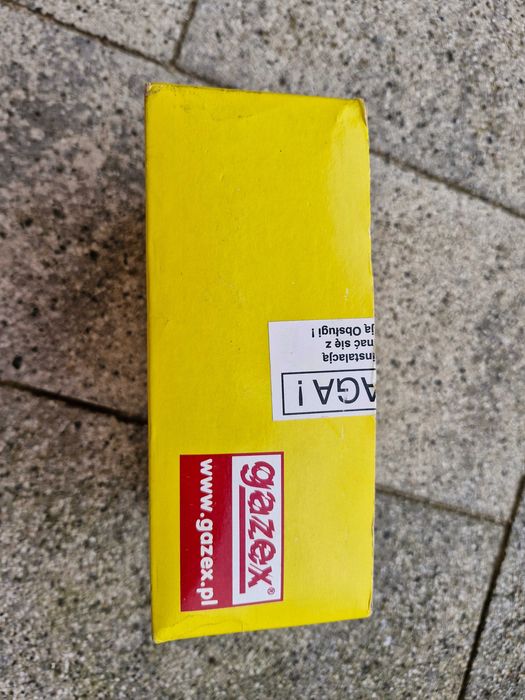 AGA !
instalacją
nać się z
ją Obsługi !
gazex®
www.gazex.pl